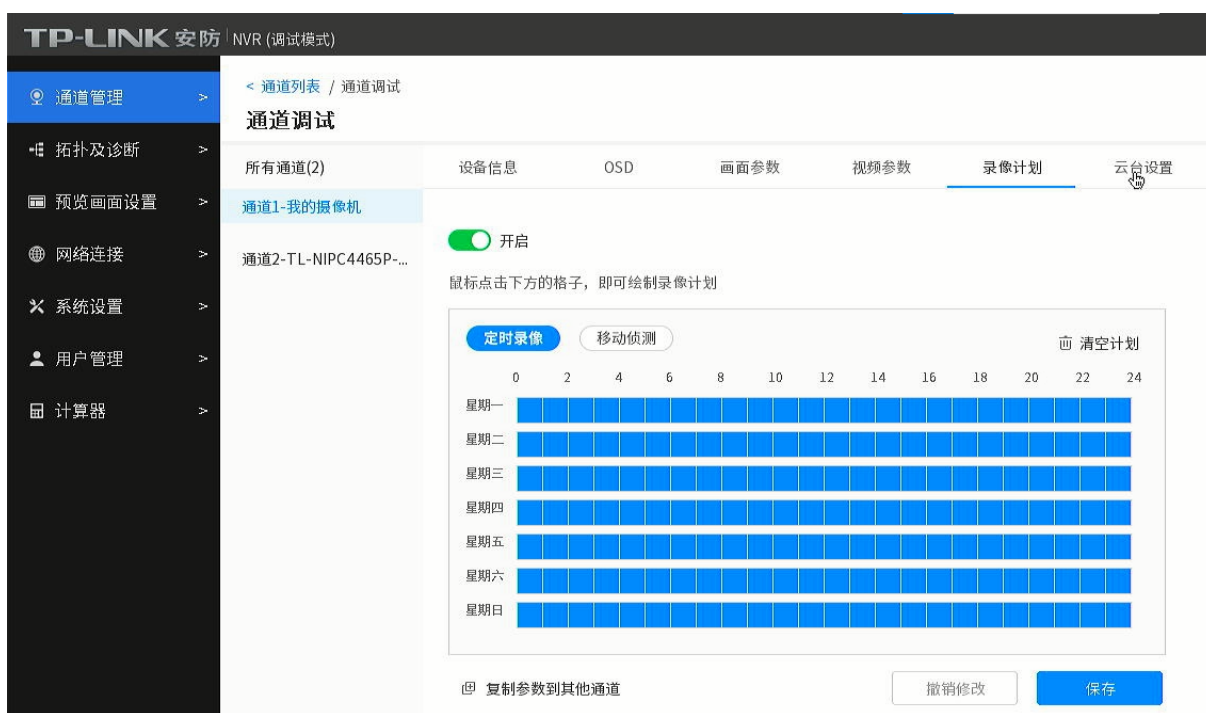 TP-LINK 安防 NVR (调试模式)
通道管理 >
拓扑及诊断 >
预览画面设置 >
网络连接 >
系统设置 >
用户管理 >
计算器 >
< 通道列表 / 通道调试
通道调试
所有通道(2)
通道1-我的摄像机
通道2-TL-NIPC4465P-...
设备信息 OSD 画面参数 视频参数 录像计划 云台设置
开启
鼠标点击下方的格子，即可绘制录像计划
定时录像 移动侦测 清空计划
0 2 4 6 8 10 12 14 16 18 20 22 24
星期一
星期二
星期三
星期四
星期五
星期六
星期日
复制参数到其他通道 撤销修改 保存